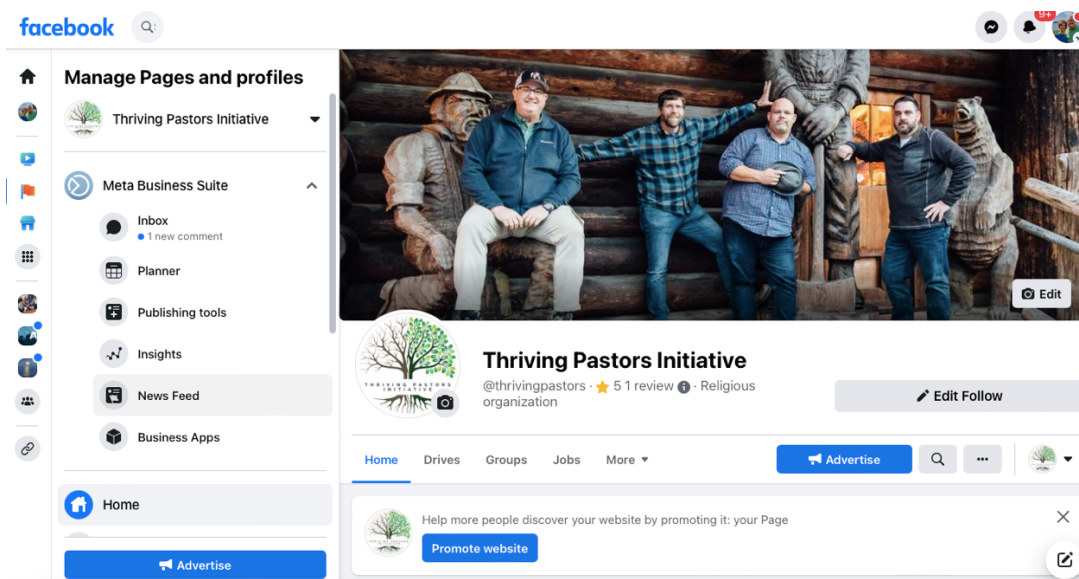 facebook
9+
Manage Pages and profiles
Thriving Pastors Initiative
Meta Business Suite
Inbox
1 new comment
Planner
Publishing tools
Insights
News Feed
Business Apps
Home
Advertise
Edit
THRIVING PASTORS
INITIATIVE
Thriving Pastors Initiative
@thrivingpastors · 5 1 review · Religious
organization
Edit Follow
Home Drives Groups Jobs More
Advertise
Help more people discover your website by promoting it: your Page
Promote website